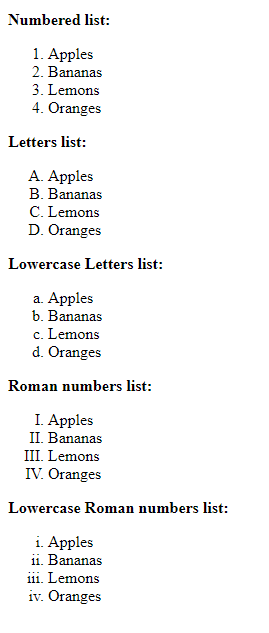 Numbered list:
1. Apples
2. Bananas
3. Lemons
4. Oranges
Letters list:
A. Apples
B. Bananas
C. Lemons
D. Oranges
Lowercase Letters list:
a. Apples
b. Bananas
c. Lemons
d. Oranges
Roman numbers list:
I. Apples
II. Bananas
III. Lemons
IV. Oranges
Lowercase Roman numbers list:
i. Apples
ii. Bananas
iii. Lemons
iv. Oranges